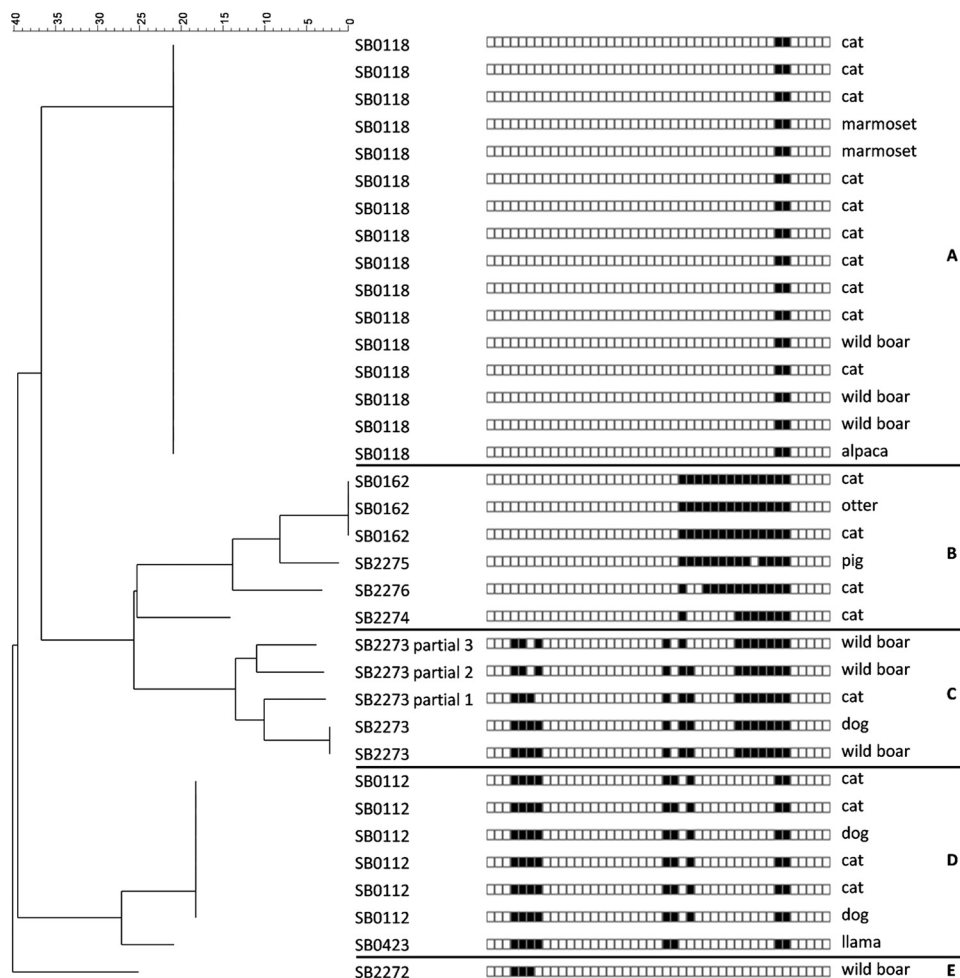 40 35 30 25 20 15 10 5 0
SB0118 cat
SB0118 cat
SB0118 cat
SB0118 marmoset
SB0118 marmoset
SB0118 cat
SB0118 cat
SB0118 cat
SB0118 cat
A
SB0118 cat
SB0118 cat
SB0118 wild boar
SB0118 cat
SB0118 wild boar
SB0118 wild boar
SB0118 alpaca
SB0162 cat
SB0162 otter
SB0162 cat
B
SB2275 pig
SB2276 cat
SB2274 cat
SB2273 partial 3 wild boar
SB2273 partial 2 wild boar
SB2273 partial 1 cat
C
SB2273 dog
SB2273 wild boar
SB0112 cat
SB0112 cat
SB0112 dog
SB0112 cat
D
SB0112 cat
SB0112 dog
SB0423 llama
SB2272 wild boar E